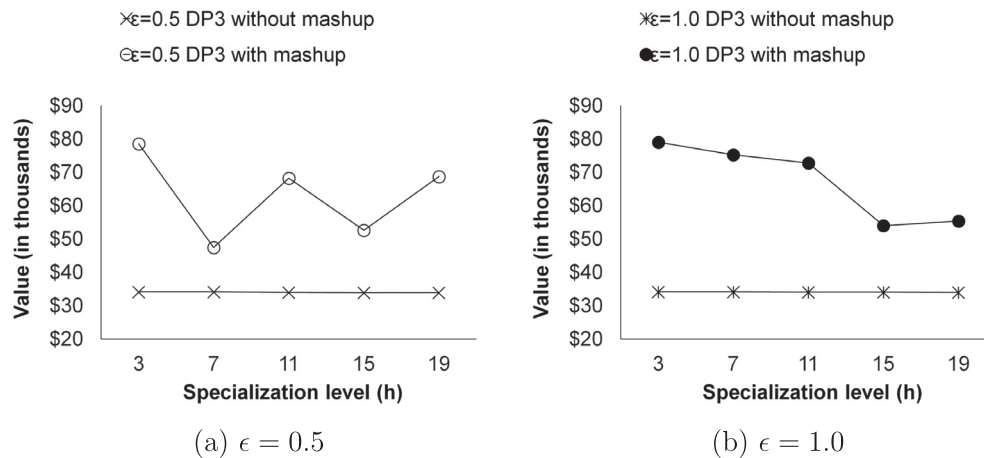 ε=0.5 DP3 without mashup
ε=0.5 DP3 with mashup
Value (in thousands)
$90
$80
$70
$60
$50
$40
$30
$20
3 7 11 15 19
Specialization level (h)
(a) ϵ = 0.5
ε=1.0 DP3 without mashup
ε=1.0 DP3 with mashup
Value (in thousands)
$90
$80
$70
$60
$50
$40
$30
$20
3 7 11 15 19
Specialization level (h)
(b) ϵ = 1.0